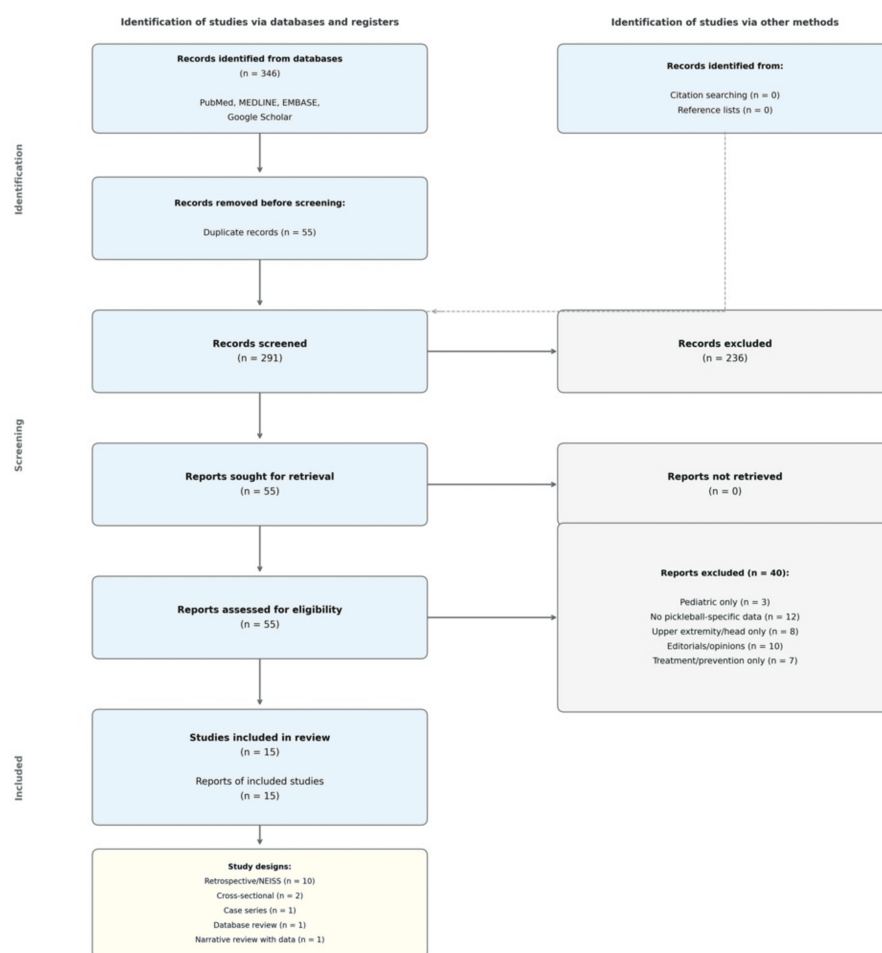 Identification of studies via databases and registers
Identification of studies via other methods
Records identified from databases
(n = 346)
PubMed, MEDLINE, EMBASE,
Google Scholar
Records identified from:
Citation searching (n = 0)
Reference lists (n = 0)
Identification
Records removed before screening:
Duplicate records (n = 55)
Records screened
(n = 291)
Records excluded
(n = 236)
Screening
Reports sought for retrieval
(n = 55)
Reports not retrieved
(n = 0)
Reports assessed for eligibility
(n = 55)
Reports excluded (n = 40):
Pediatric only (n = 3)
No pickleball-specific data (n = 12)
Upper extremity/head only (n = 8)
Editorials/opinions (n = 10)
Treatment/prevention only (n = 7)
Included
Studies included in review
(n = 15)
Reports of included studies
(n = 15)
Study designs:
Retrospective/NEISS (n = 10)
Cross-sectional (n = 2)
Case series (n = 1)
Database review (n = 1)
Narrative review with data (n = 1)